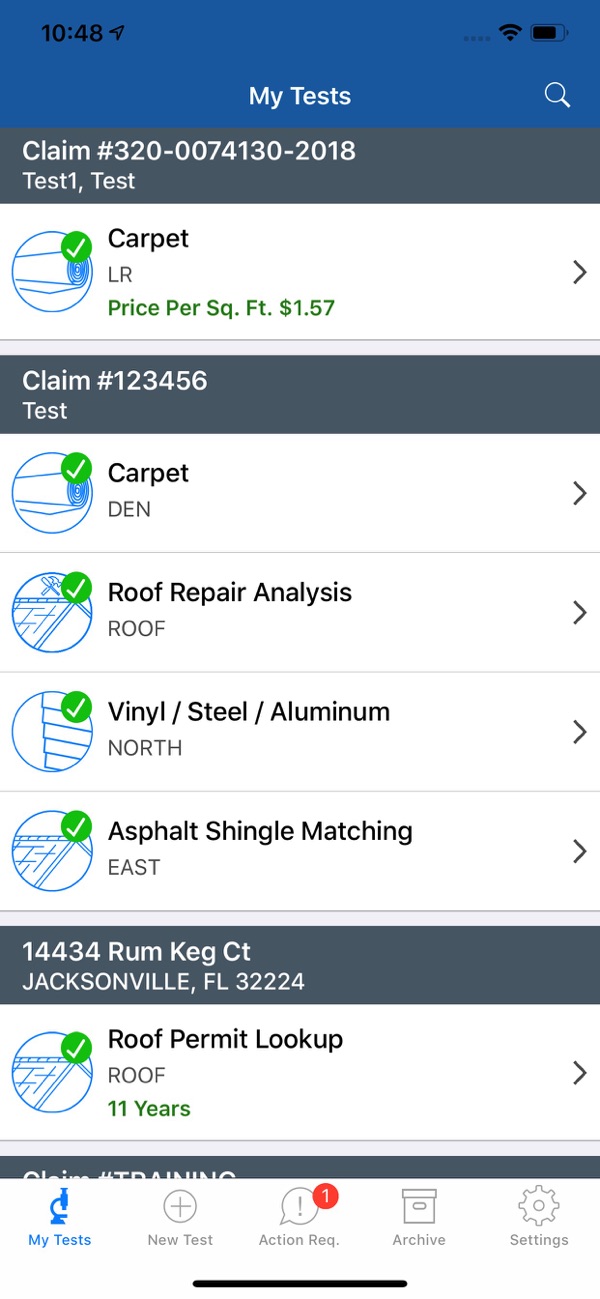 10:48
My Tests
Claim #320-0074130-2018
Test1, Test
Carpet
LR
Price Per Sq. Ft. $1.57
Claim #123456
Test
Carpet
DEN
Roof Repair Analysis
ROOF
Vinyl / Steel / Aluminum
NORTH
Asphalt Shingle Matching
EAST
14434 Rum Keg Ct
JACKSONVILLE, FL 32224
Roof Permit Lookup
ROOF
11 Years
Claim #TRAINING
1
My Tests New Test Action Req. Archive Settings